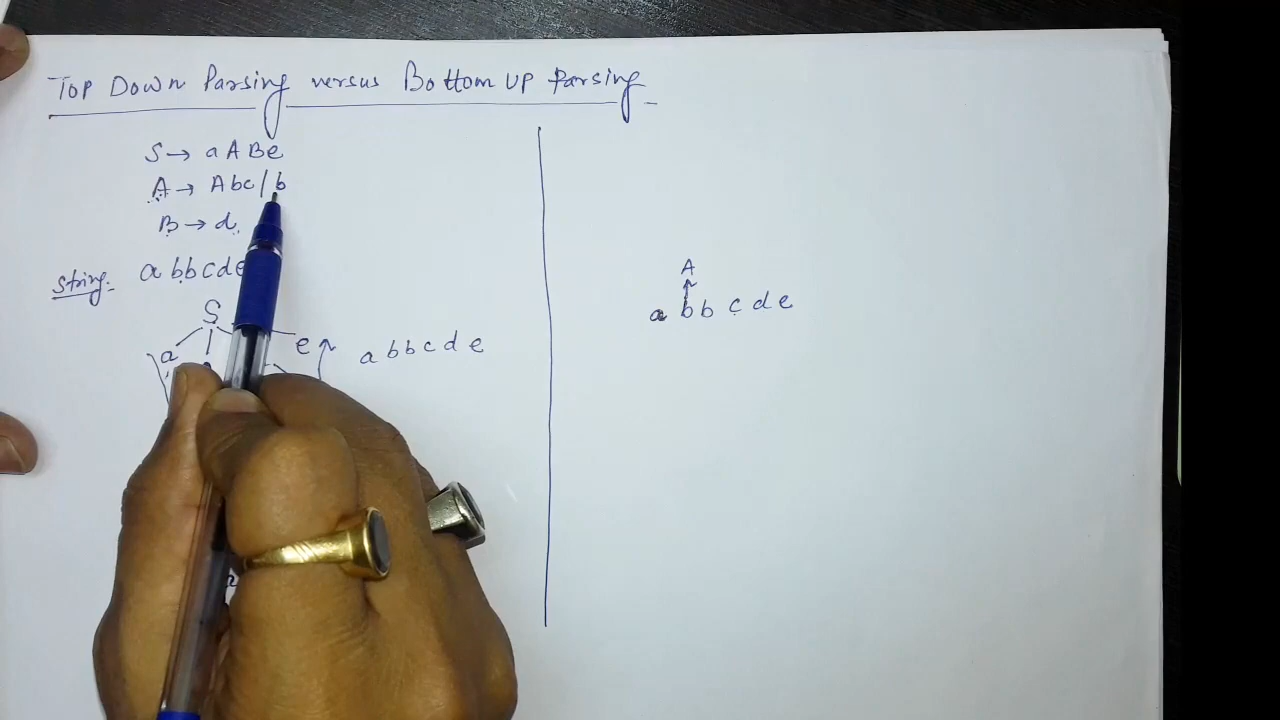 Top Down Parsing versus Bottom Up Parsing
S → a A B e
A → A b c / b
B → d
String. a b b c d e
S
a e
a b b c d e
A
a b b c d e